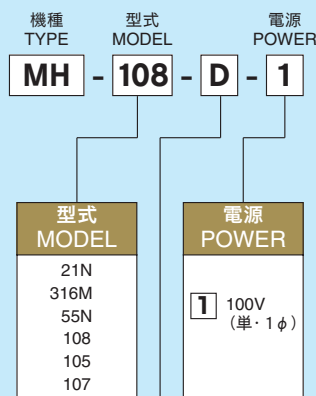 機種 型式 電源
TYPE MODEL POWER
MH - 108 - D - 1
型式
MODEL
21N
316M
55N
108
105
107
電源
POWER
1 100V
(単·1φ)